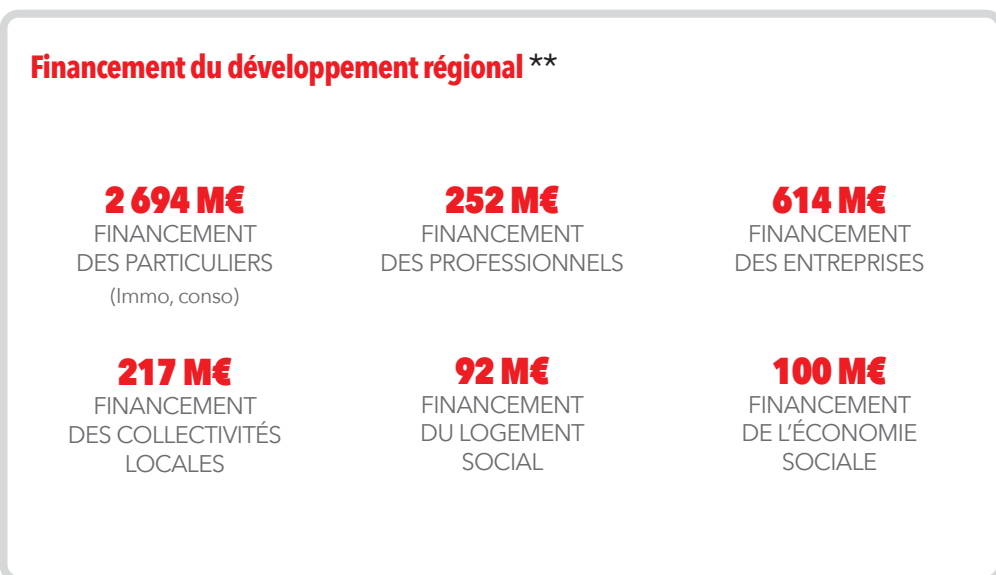 Financement du développement régional **
2 694 M€
FINANCEMENT
DES PARTICULIERS
(Immo, conso)
252 M€
FINANCEMENT
DES PROFESSIONNELS
614 M€
FINANCEMENT
DES ENTREPRISES
217 M€
FINANCEMENT
DES COLLECTIVITÉS
LOCALES
92 M€
FINANCEMENT
DU LOGEMENT
SOCIAL
100 M€
FINANCEMENT
DE L’ÉCONOMIE
SOCIALE